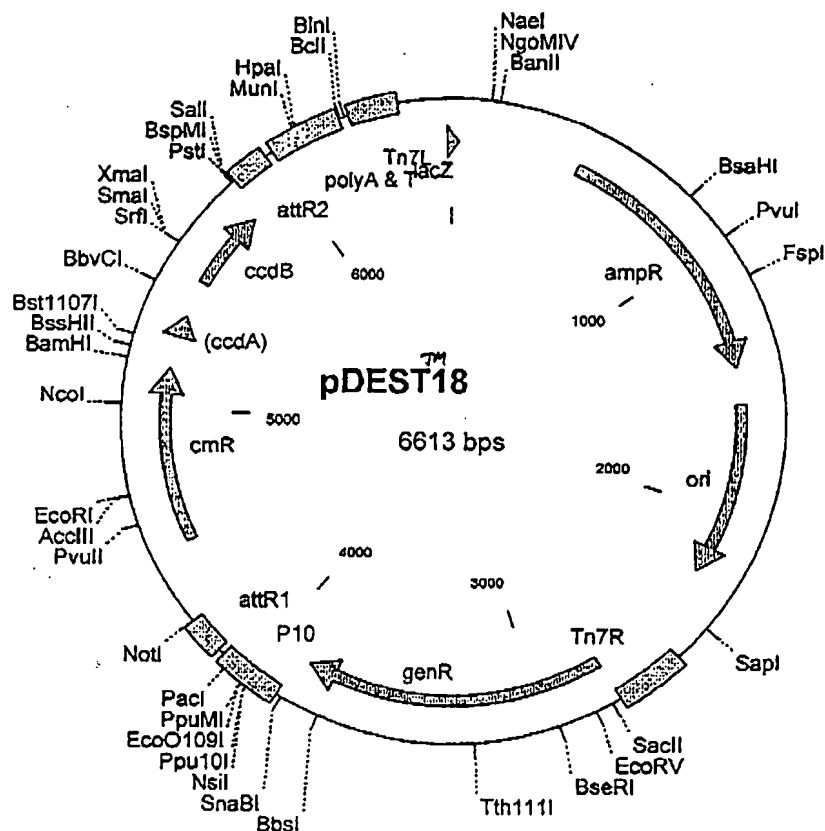 BlnI
BclI
HpaI
MunI
SalI
BspMI
PstI
XmaI
SmaI
SrfI
BbvCI
Bst1107I
BssHII
BamHI
NcoI
EcoRI
AccIII
PvuII
NotI
PacI
PpuMI
EcoO109I
Ppu10I
NsiI
SnaBI
BbsI
Tth111I
BseRI
EcoRV
SacII
SapI
FspI
PvuI
BsaHI
BanII
NgoMIV
NaeI
Tn7L
lacZ
polyA & T
attR2
ccdB
(ccdA)
cmR
attR1
P10
genR
Tn7R
ori
ampR
6000
1000
5000
2000
4000
3000
TM
pDEST18
6613 bps